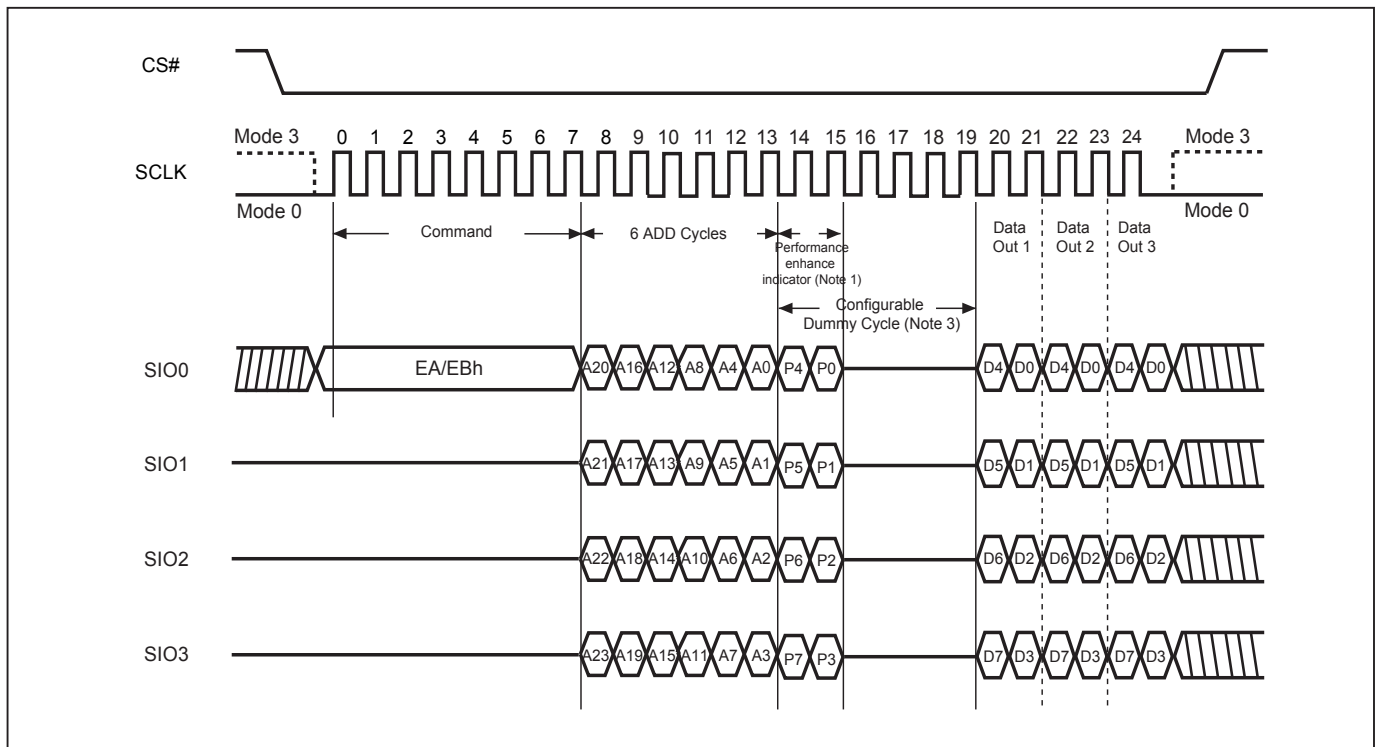 CS#
Mode 3 0 1 2 3 4 5 6 7 8 9 10 11 12 13 14 15 16 17 18 19 20 21 22 23 24 Mode 3
SCLK
Mode 0 Mode 0
Command 6 ADD Cycles
Performance
enhance
indicator (Note 1)
Data
Out 1
Data
Out 2
Data
Out 3
Configurable
Dummy Cycle (Note 3)
SIO0 EA/EBh A20 A16 A12 A8 A4 A0 P4 P0 D4 D0 D4 D0 D4 D0
SIO1 A21 A17 A13 A9 A5 A1 P5 P1 D5 D1 D5 D1 D5 D1
SIO2 A22 A18 A14 A10 A6 A2 P6 P2 D6 D2 D6 D2 D6 D2
SIO3 A23 A19 A15 A11 A7 A3 P7 P3 D7 D3 D7 D3 D7 D3